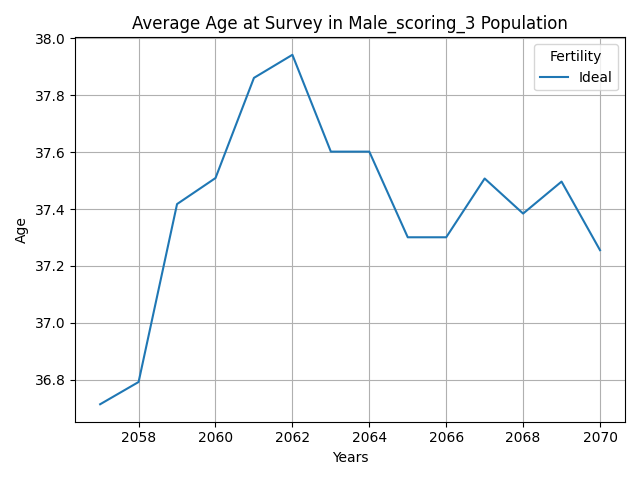 Average Age at Survey in Male_scoring_3 Population
Fertility
Ideal
38.0
37.8
37.6
37.4
37.2
37.0
36.8
Age
2058 2060 2062 2064 2066 2068 2070
Years